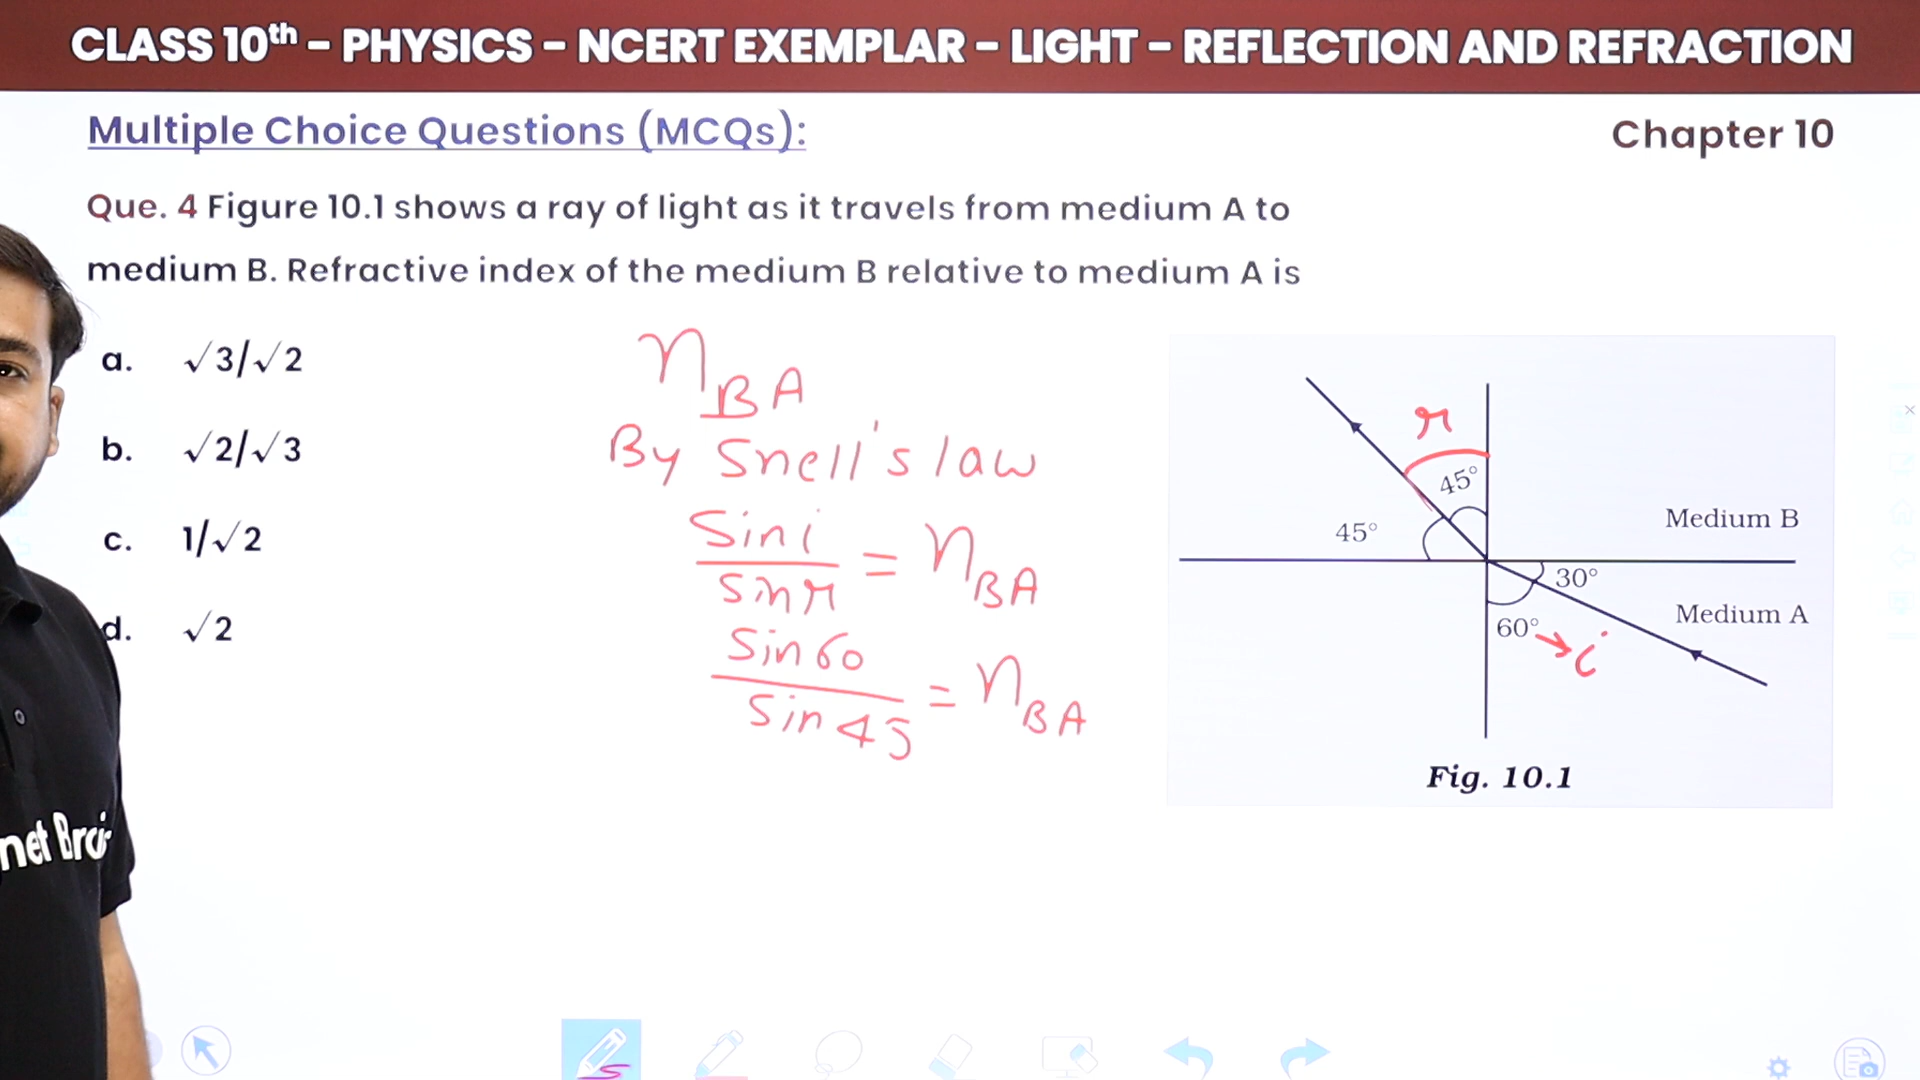 CLASS 10th – PHYSICS – NCERT EXEMPLAR – LIGHT – REFLECTION AND REFRACTION
Multiple Choice Questions (MCQs):
Chapter 10
Que. 4 Figure 10.1 shows a ray of light as it travels from medium A to
medium B. Refractive index of the medium B relative to medium A is
a. √3/√2
b. √2/√3
c. 1/√2
d. √2
n BA
By Snell's law
Sin i / Sin r = n BA
Sin 60 / Sin 45 = n BA
r
45°
45°
Medium B
30°
Medium A
60° → i
Fig. 10.1
net Brai